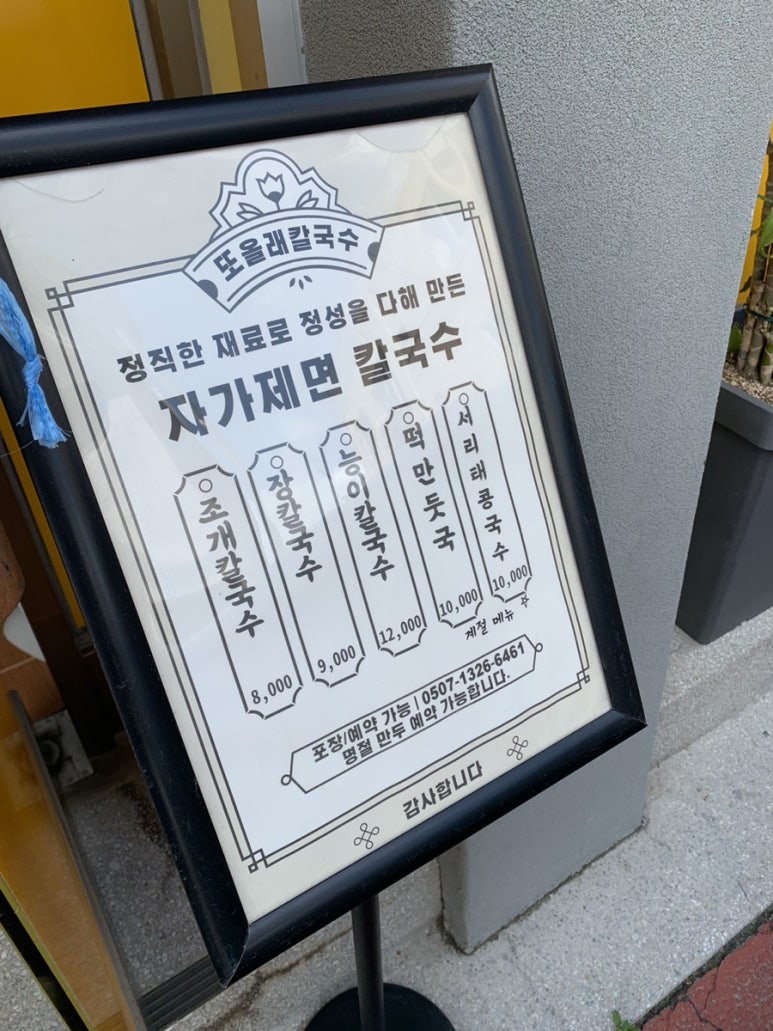 또올래칼국수
정직한 재료로 정성을 다해 만든
자가제면 칼국수
조개칼국수
8,000
장칼국수
9,000
능이칼국수
12,000
떡만둣국
10,000
서리태콩국수
10,000
계절 메뉴
포장/예약 가능 | 0507-1326-6461
명절 만두 예약 가능합니다.
감사합니다